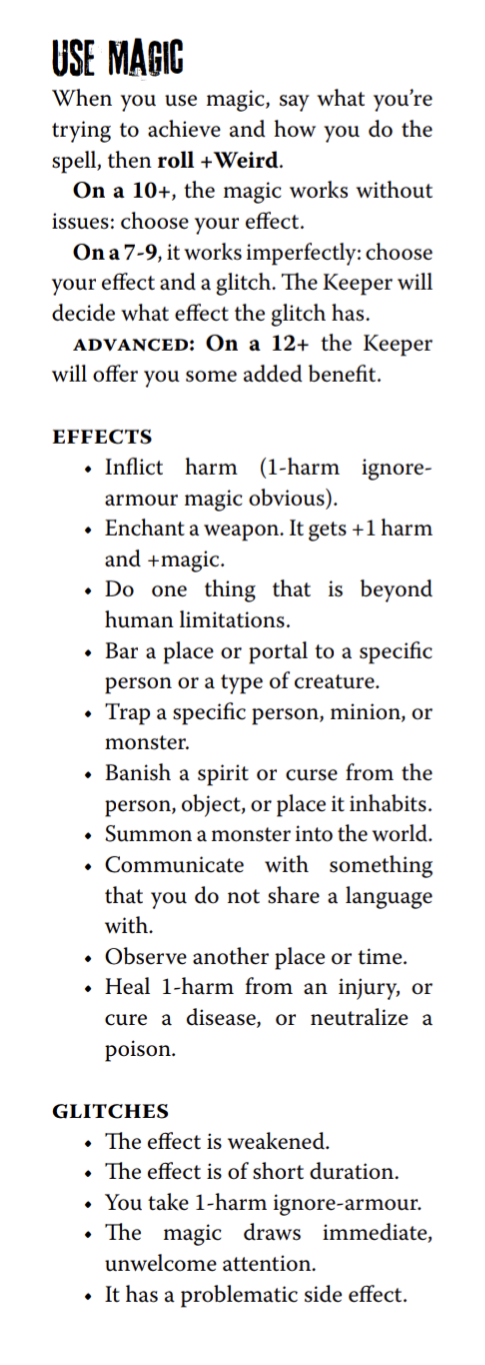 USE MAGIC
When you use magic, say what you’re
trying to achieve and how you do the
spell, then roll +Weird.
On a 10+, the magic works without
issues: choose your effect.
On a 7-9, it works imperfectly: choose
your effect and a glitch. The Keeper will
decide what effect the glitch has.
ADVANCED: On a 12+ the Keeper
will offer you some added benefit.
EFFECTS
• Inflict harm (1-harm ignore-
armour magic obvious).
• Enchant a weapon. It gets +1 harm
and +magic.
• Do one thing that is beyond
human limitations.
• Bar a place or portal to a specific
person or a type of creature.
• Trap a specific person, minion, or
monster.
• Banish a spirit or curse from the
person, object, or place it inhabits.
• Summon a monster into the world.
• Communicate with something
that you do not share a language
with.
• Observe another place or time.
• Heal 1-harm from an injury, or
cure a disease, or neutralize a
poison.
GLITCHES
• The effect is weakened.
• The effect is of short duration.
• You take 1-harm ignore-armour.
• The magic draws immediate,
unwelcome attention.
• It has a problematic side effect.